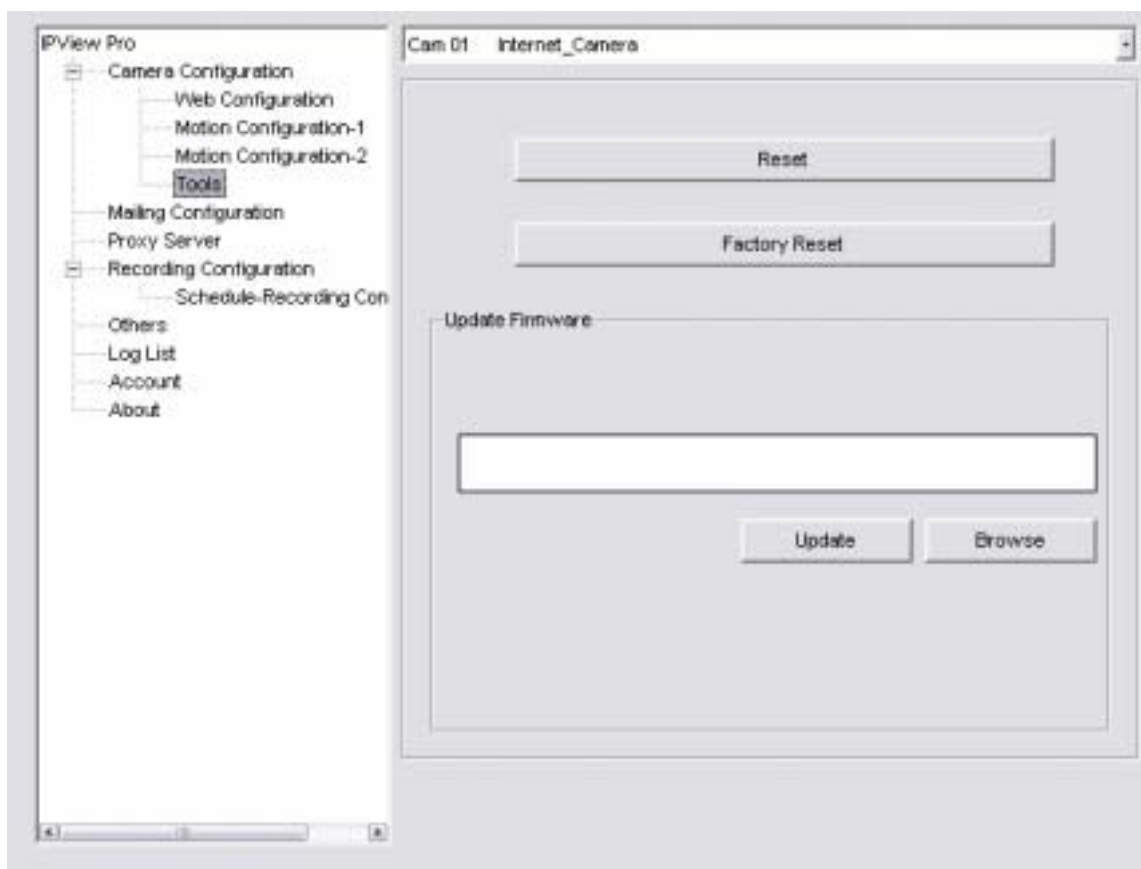 IPView Pro
Camera Configuration
Web Configuration
Motion Configuration-1
Motion Configuration-2
Tools
Mailing Configuration
Proxy Server
Recording Configuration
Schedule-Recording Con
Others
Log List
Account
About
Cam 01 Internet_Camera
Reset
Factory Reset
Update Firmware
Update
Browse